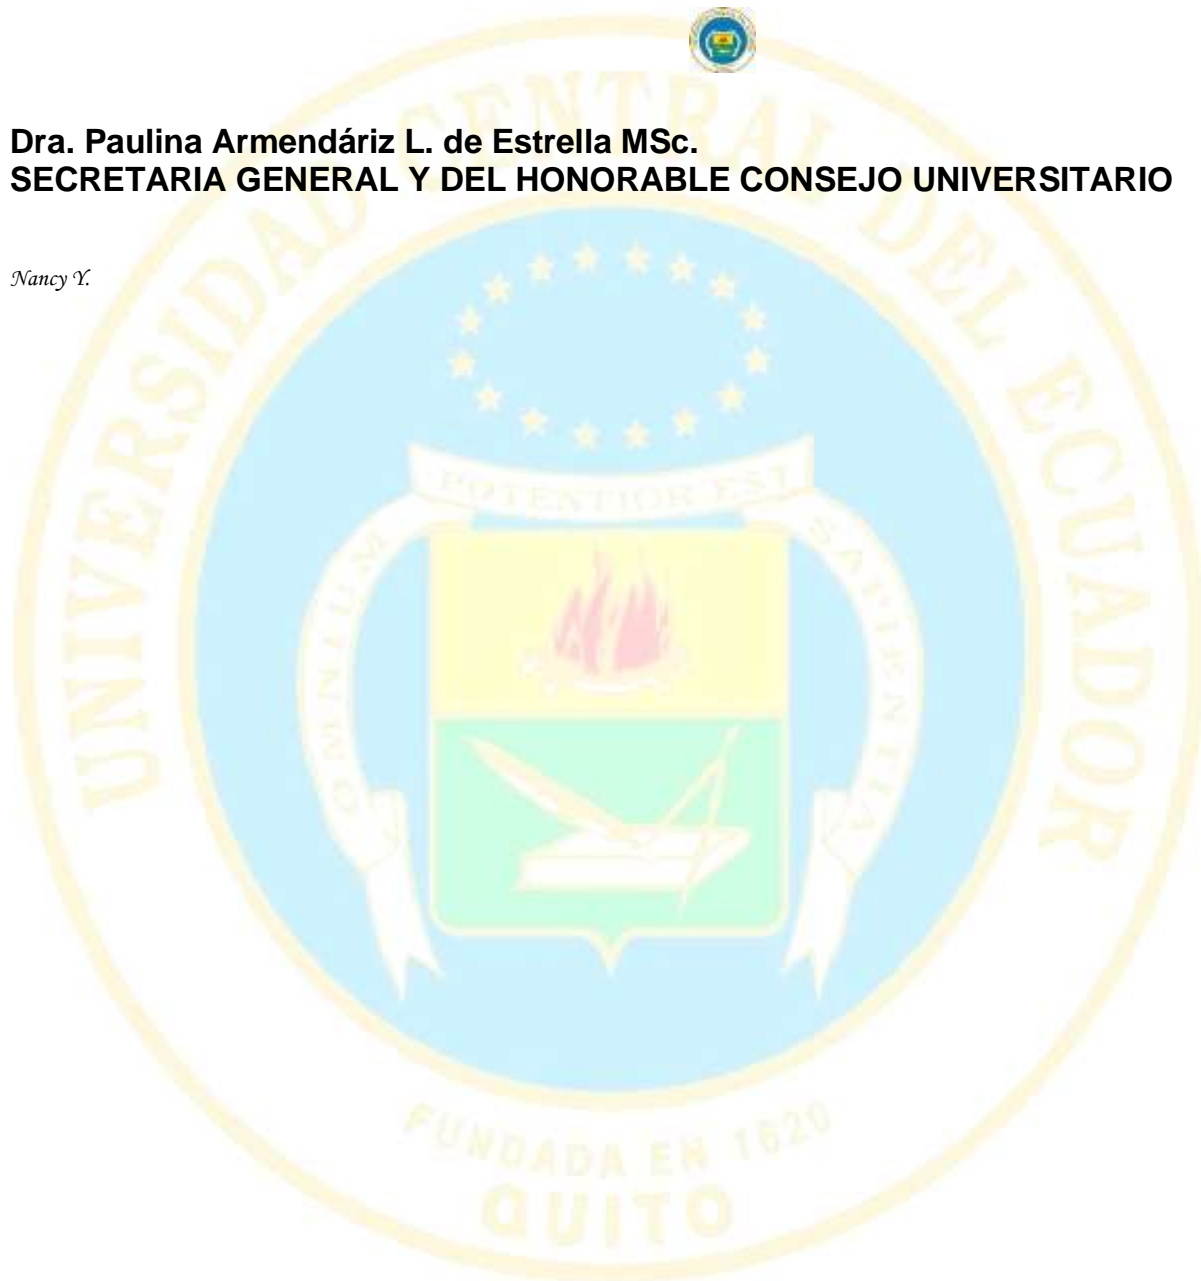 Dra. Paulina Armendáriz L. de Estrella MSc.
SECRETARIA GENERAL Y DEL HONORABLE CONSEJO UNIVERSITARIO
Nancy Y.
UNIVERSIDAD CENTRAL DEL ECUADOR
OMNIUM POTENTIOR EST SAPIENTIA
FUNDADA EN 1620
QUITO